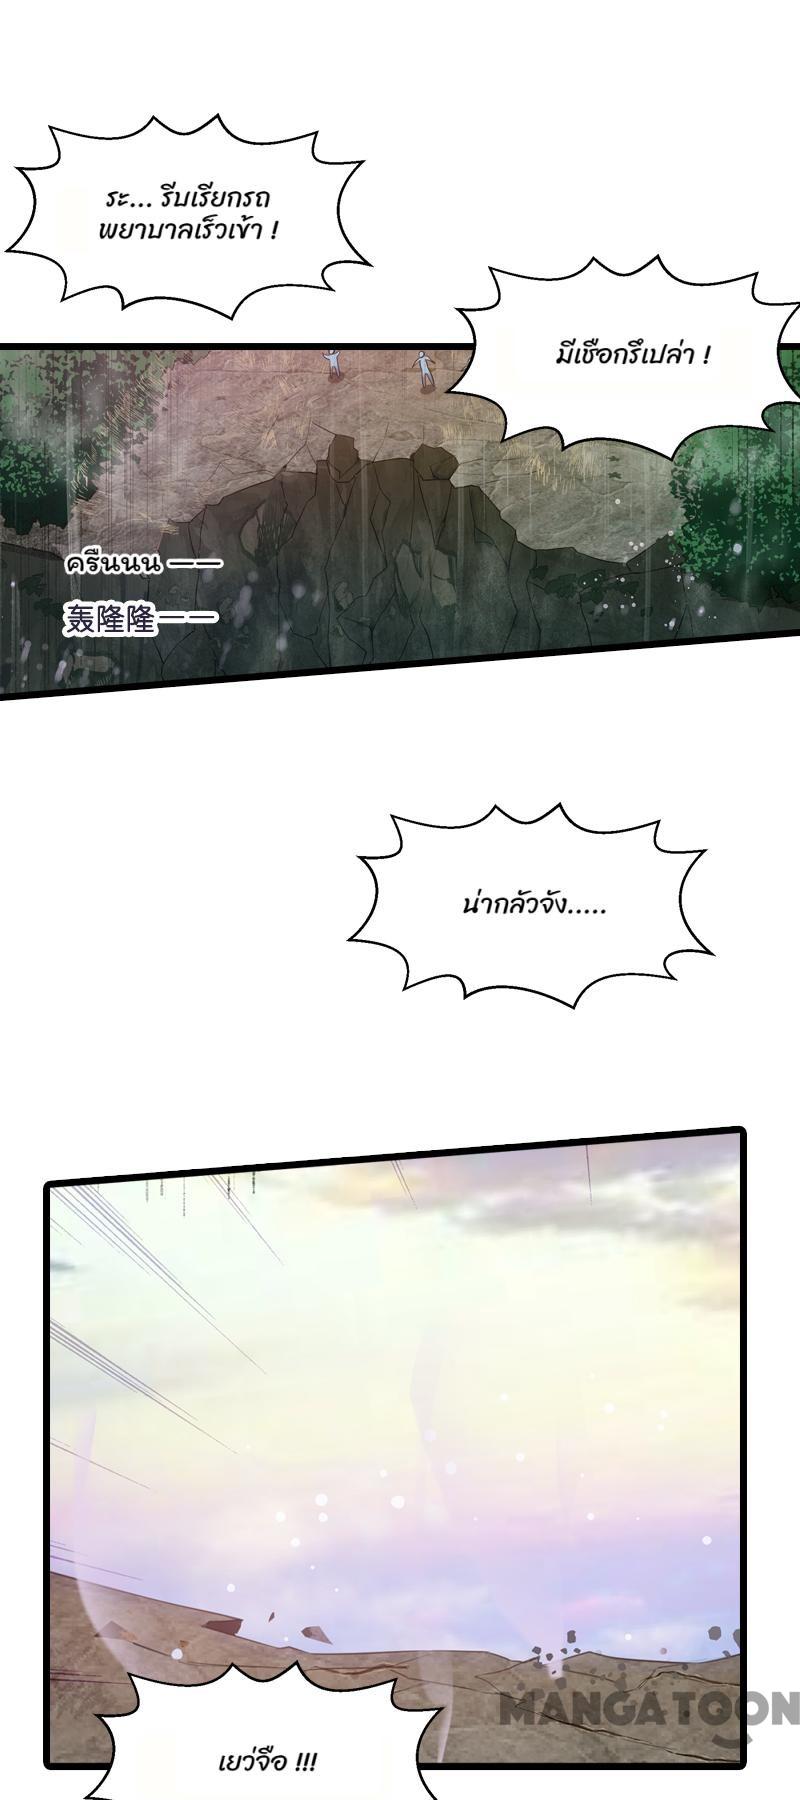 ระ... รีบเรียกรถ
พยาบาลเร็วเข้า !
มีเชือกรึเปล่า !
ครืนนน ——
轰隆隆——
น่ากลัวจัง.....
เยว่จือ !!!
MANGATOON